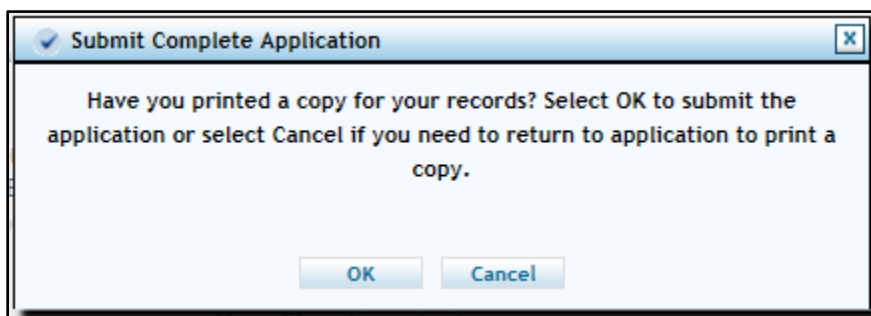 Submit Complete Application
Have you printed a copy for your records? Select OK to submit the
application or select Cancel if you need to return to application to print a
copy.
OK Cancel